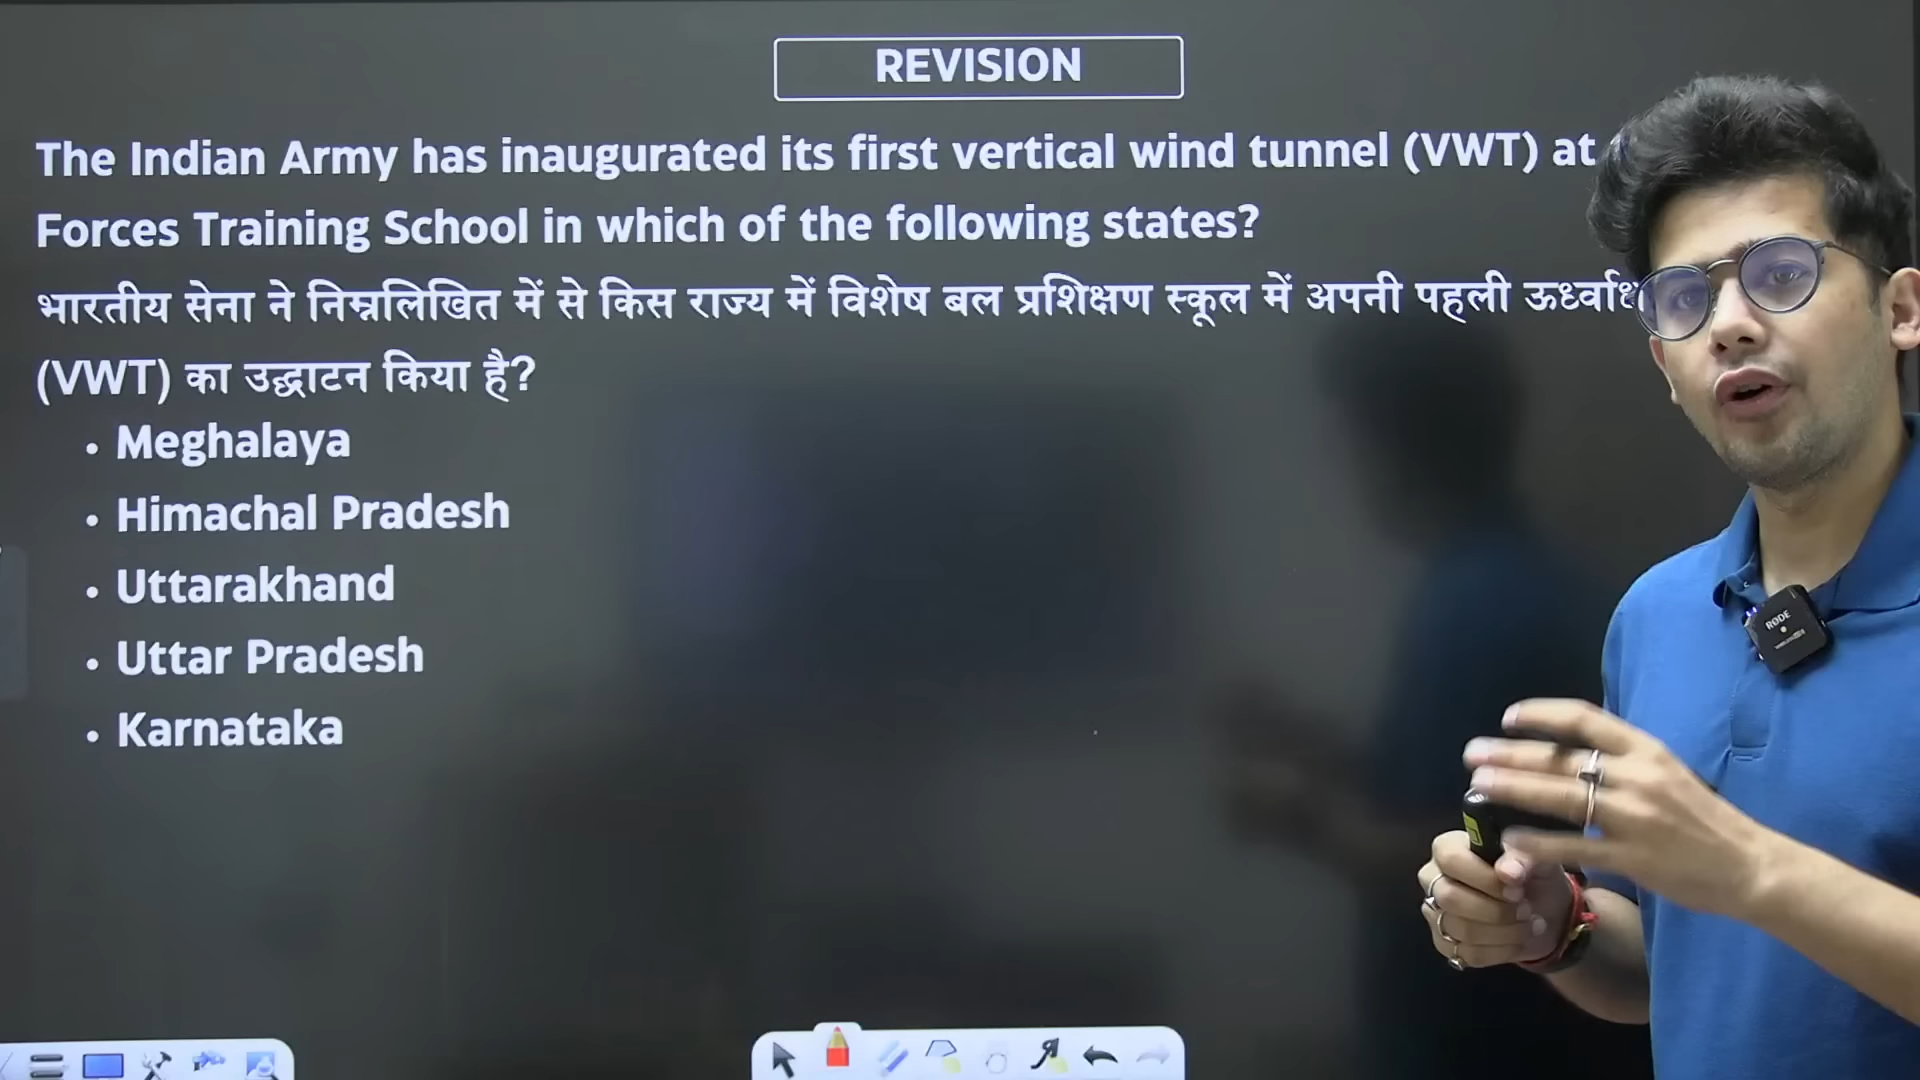 REVISION
The Indian Army has inaugurated its first vertical wind tunnel (VWT) at
Forces Training School in which of the following states?
भारतीय सेना ने निम्नलिखित में से किस राज्य में विशेष बल प्रशिक्षण स्कूल में अपनी पहली
(VWT) का उद्घाटन किया है?
• Meghalaya
• Himachal Pradesh
• Uttarakhand
• Uttar Pradesh
• Karnataka
RØDE